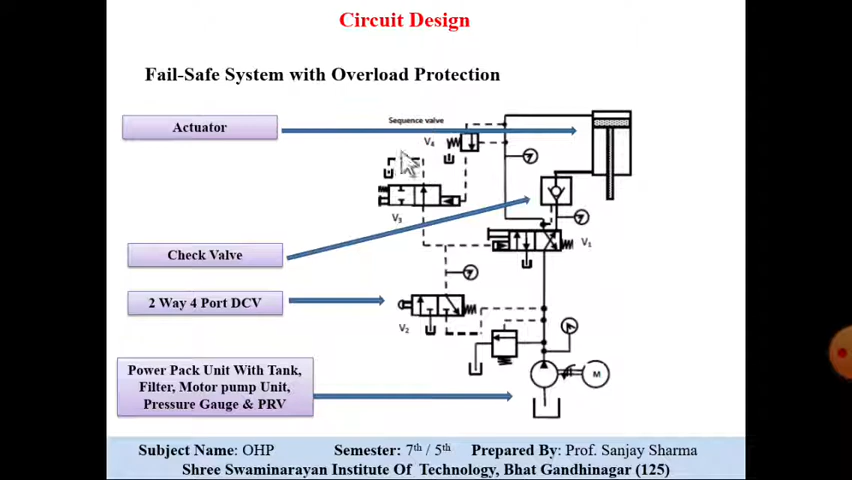 Circuit Design
Fail-Safe System with Overload Protection
Actuator
Sequence valve
V4
V3
Check Valve
V1
2 Way 4 Port DCV
V2
Power Pack Unit With Tank,
Filter, Motor pump Unit,
Pressure Gauge & PRV
M
Subject Name: OHP Semester: 7th / 5th Prepared By: Prof. Sanjay Sharma
Shree Swaminarayan Institute Of Technology, Bhat Gandhinagar (125)